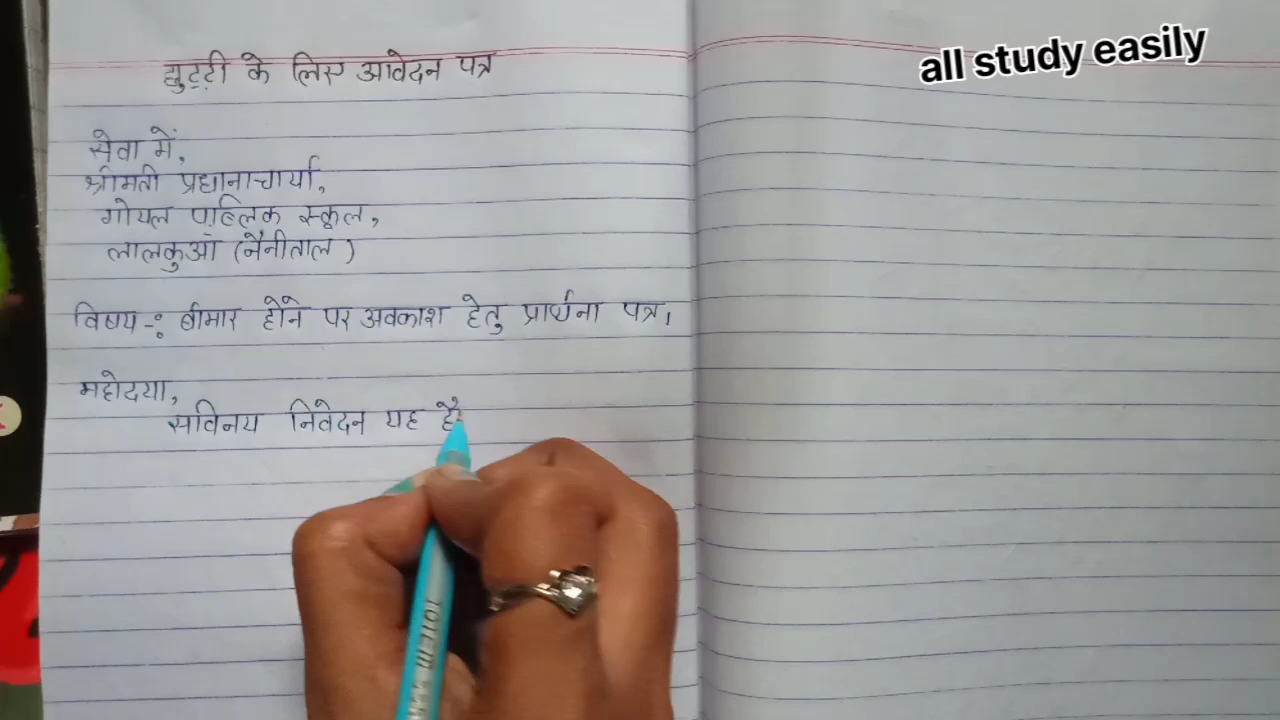 छुट्टी के लिए आवेदन पत्र
all study easily
सेवा में,
श्रीमती प्रधानाचार्या,
गोयल पब्लिक स्कूल,
लालकुआं (नैनीताल)
विषय -: बीमार होने पर अवकाश हेतु प्रार्थना पत्र।
महोदया,
सविनय निवेदन यह है